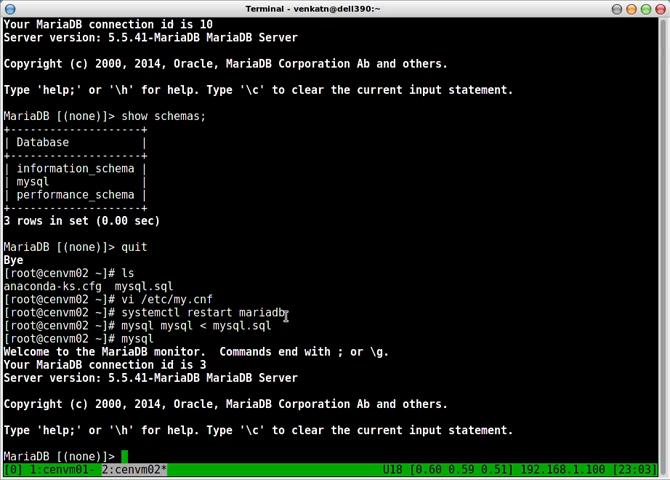 Terminal - venkatn@dell390:~
Your MariaDB connection id is 10
Server version: 5.5.41-MariaDB MariaDB Server
Copyright (c) 2000, 2014, Oracle, MariaDB Corporation Ab and others.
Type 'help;' or '\h' for help. Type '\c' to clear the current input statement.
MariaDB [(none)]> show schemas;
+--------------------+
| Database           |
+--------------------+
| information_schema |
| mysql              |
| performance_schema |
+--------------------+
3 rows in set (0.00 sec)
MariaDB [(none)]> quit
Bye
[root@cenvm02 ~]# ls
anaconda-ks.cfg  mysql.sql
[root@cenvm02 ~]# vi /etc/my.cnf
[root@cenvm02 ~]# systemctl restart mariadb
[root@cenvm02 ~]# mysql mysql < mysql.sql
[root@cenvm02 ~]# mysql
Welcome to the MariaDB monitor.  Commands end with ; or \g.
Your MariaDB connection id is 3
Server version: 5.5.41-MariaDB MariaDB Server
Copyright (c) 2000, 2014, Oracle, MariaDB Corporation Ab and others.
Type 'help;' or '\h' for help. Type '\c' to clear the current input statement.
MariaDB [(none)]>
[0] 1:cenvm01- 2:cenvm02* U18 [0.60 0.59 0.51] 192.168.1.100 [23:03]